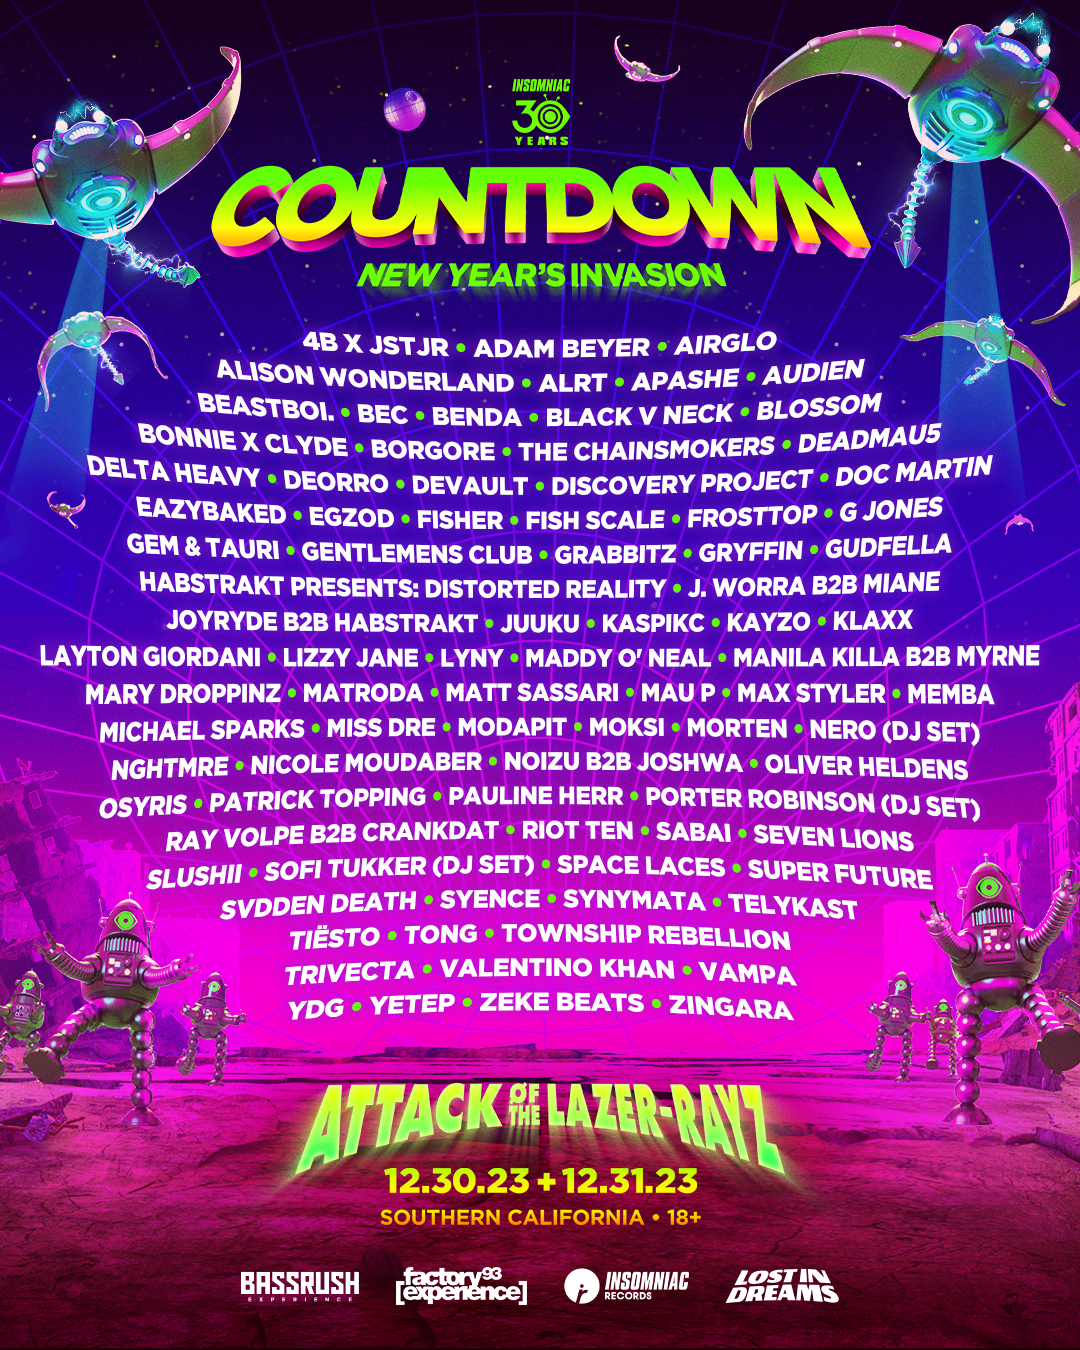 INSOMNIAC
30
YEARS
COUNTDOWN
NEW YEAR'S INVASION
4B X JSTJR • ADAM BEYER • AIRGLO
ALISON WONDERLAND • ALRT • APASHE • AUDIEN
BEASTBOI. • BEC • BENDA • BLACK V NECK • BLOSSOM
BONNIE X CLYDE • BORGORE • THE CHAINSMOKERS • DEADMAU5
DELTA HEAVY • DEORRO • DEVAULT • DISCOVERY PROJECT • DOC MARTIN
EAZYBAKED • EGZOD • FISHER • FISH SCALE • FROSTTOP • G JONES
GEM & TAURI • GENTLEMENS CLUB • GRABBITZ • GRYFFIN • GUDFELLA
HABSTRAKT PRESENTS: DISTORTED REALITY • J. WORRA B2B MIANE
JOYRYDE B2B HABSTRAKT • JUUKU • KASPIKC • KAYZO • KLAXX
LAYTON GIORDANI • LIZZY JANE • LYNY • MADDY O' NEAL • MANILA KILLA B2B MYRNE
MARY DROPPINZ • MATRODA • MATT SASSARI • MAU P • MAX STYLER • MEMBA
MICHAEL SPARKS • MISS DRE • MODAPIT • MOKSI • MORTEN • NERO (DJ SET)
NGHTMRE • NICOLE MOUDABER • NOIZU B2B JOSHWA • OLIVER HELDENS
OSYRIS • PATRICK TOPPING • PAULINE HERR • PORTER ROBINSON (DJ SET)
RAY VOLPE B2B CRANKDAT • RIOT TEN • SABAI • SEVEN LIONS
SLUSHII • SOFI TUKKER (DJ SET) • SPACE LACES • SUPER FUTURE
SVDDEN DEATH • SYENCE • SYNYMATA • TELYKAST
TIËSTO • TONG • TOWNSHIP REBELLION
TRIVECTA • VALENTINO KHAN • VAMPA
YDG • YETEP • ZEKE BEATS • ZINGARA
ATTACK ØF THE LAZER-RAYZ
12.30.23 + 12.31.23
SOUTHERN CALIFORNIA • 18+
BASSRUSH
EXPERIENCE
factory 93
[experience]
INSOMNIAC
RECORDS
LOST IN
DREAMS